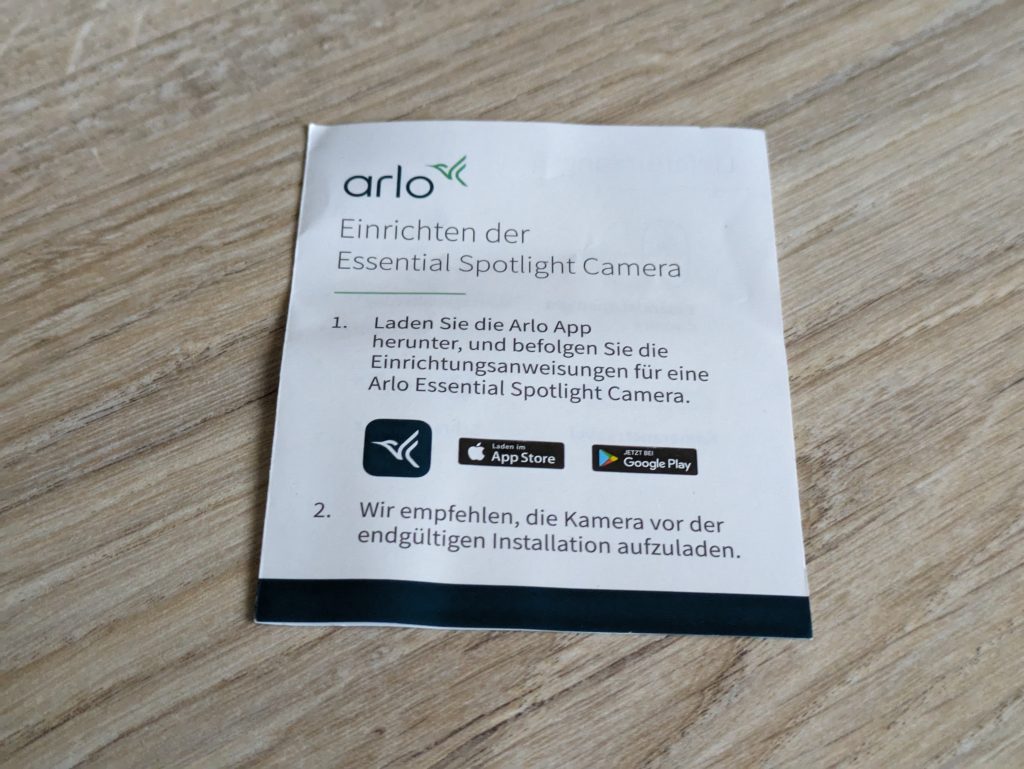 arlo
Einrichten der
Essential Spotlight Camera
1. Laden Sie die Arlo App
herunter, und befolgen Sie die
Einrichtungsanweisungen für eine
Arlo Essential Spotlight Camera.
Laden im
App Store
JETZT BEI
Google Play
2. Wir empfehlen, die Kamera vor der
endgültigen Installation aufzuladen.